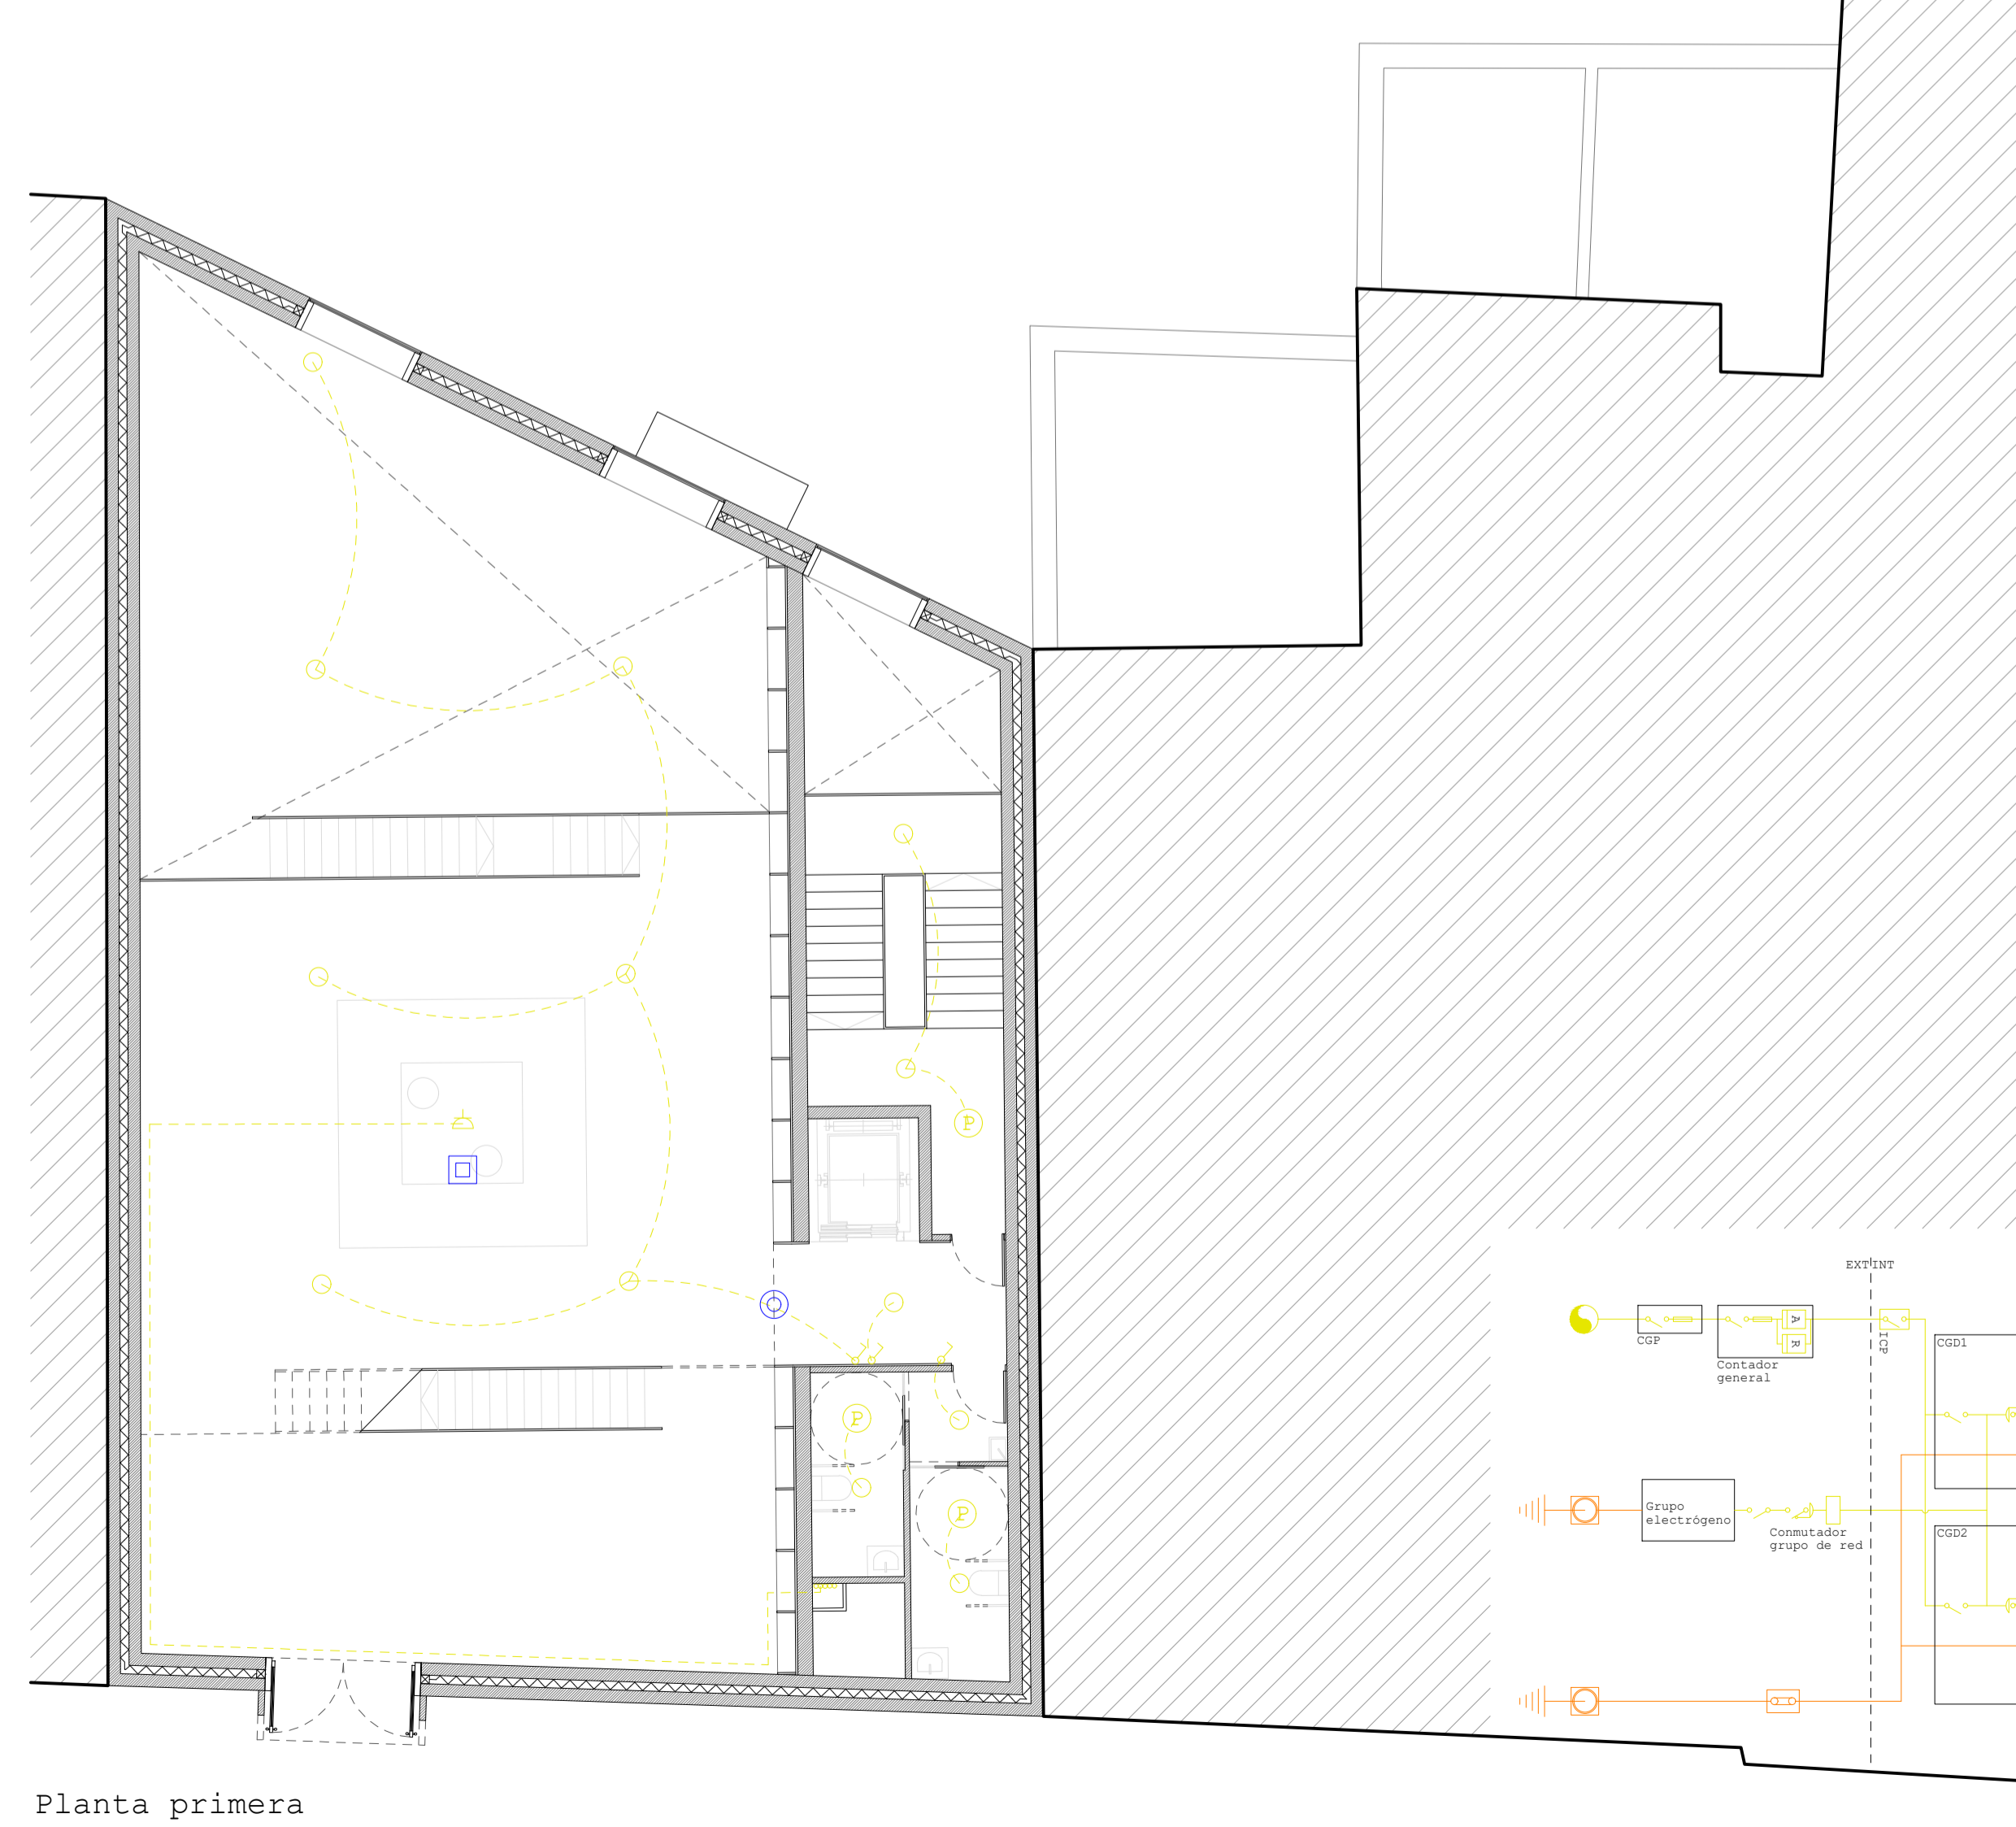 P
P
P
EXT INT
CGP
A
R
Contador
general
ICP
CGD1
Grupo
electrógeno
Conmutador
grupo de red
CGD2
Planta primera